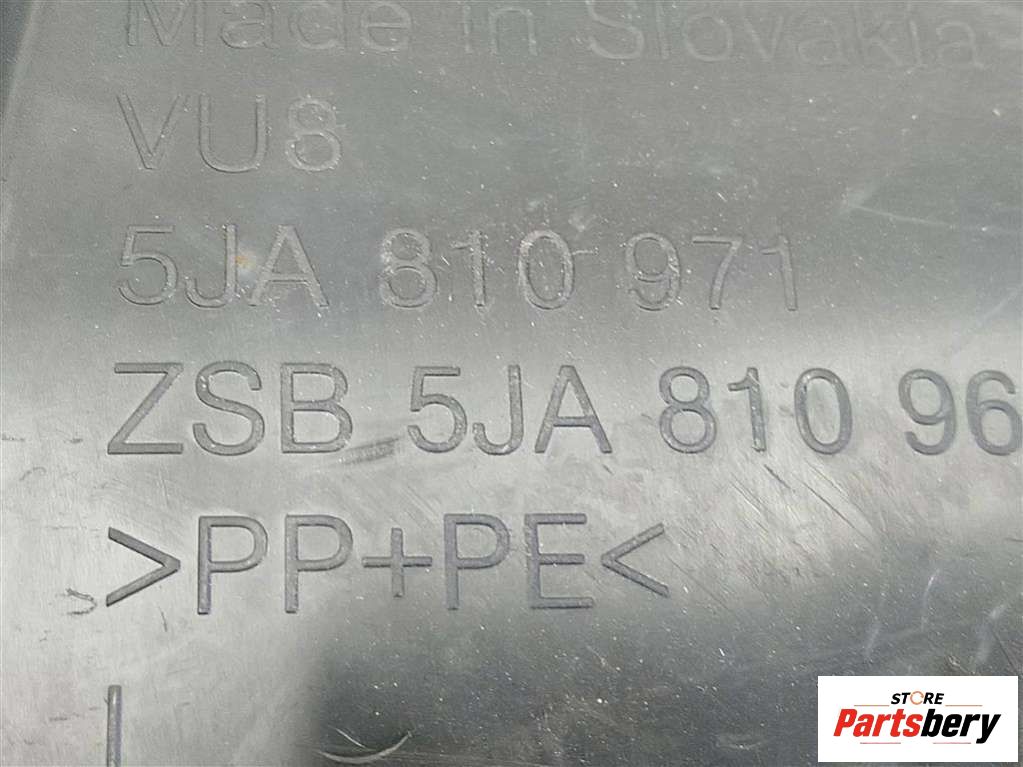 Made in Slovakia
VU8
5JA 810 971
ZSB 5JA 810 96
>PP+PE<
STORE
Partsbery